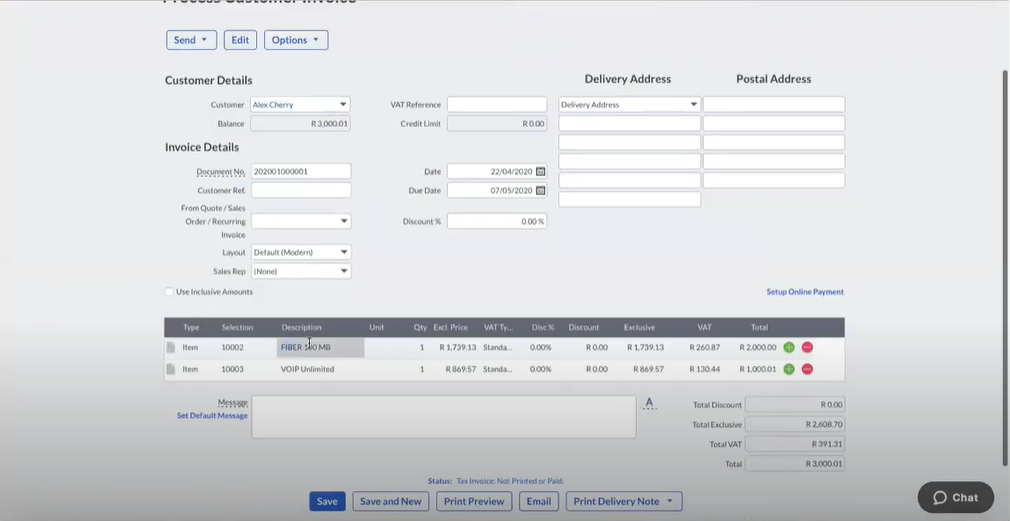 Process Customer Invoice
Send Edit Options
Customer Details
Delivery Address Postal Address
Customer Alex Cherry VAT Reference Delivery Address
Balance R 3,000.01 Credit Limit R 0.00
Invoice Details
Document No. 202001000001 Date 22/04/2020
Customer Ref. Due Date 07/05/2020
From Quote / Sales
Order / Recurring Discount % 0.00 %
Invoice
Layout Default (Modern)
Sales Rep (None)
Use Inclusive Amounts Setup Online Payment
Type Selection Description Unit Qty Excl. Price VAT Ty... Disc % Discount Exclusive VAT Total
Item 10002 FIBER 100 MB 1 R 1,739.13 Standa... 0.00% R 0.00 R 1,739.13 R 260.87 R 2,000.00
Item 10003 VOIP Unlimited 1 R 869.57 Standa... 0.00% R 0.00 R 869.57 R 130.44 R 1,000.01
Message A Total Discount R 0.00
Set Default Message
Total Exclusive R 2,608.70
Total VAT R 391.31
Total R 3,000.01
Status: Tax Invoice: Not Printed or Paid.
Save Save and New Print Preview Email Print Delivery Note
Chat